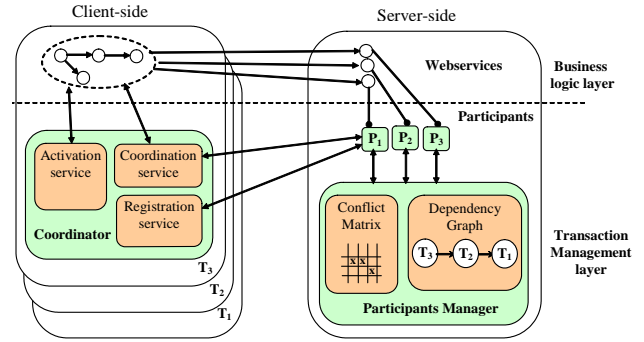 Client-side
Server-side
Webservices
Business
logic layer
Participants
P1
P2
P3
Activation
service
Coordination
service
Registration
service
Coordinator
T3
T2
T1
Conflict
Matrix
x x
x
Dependency
Graph
T3
T2
T1
Participants Manager
Transaction
Management
layer